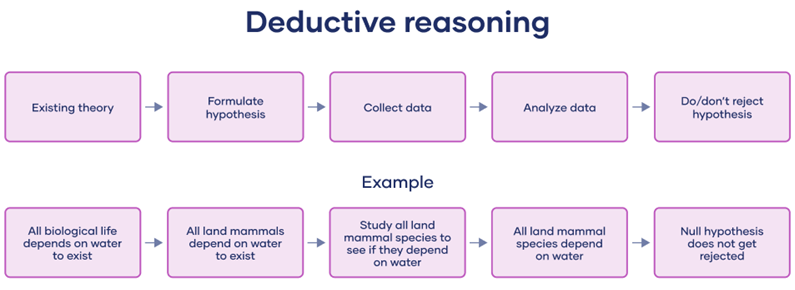 Deductive reasoning
Existing theory
Formulate
hypothesis
Collect data
Analyze data
Do/don't reject
hypothesis
Example
All biological life
depends on water
to exist
All land mammals
depend on water
to exist
Study all land
mammal species to
see if they depend
on water
All land mammal
species depend
on water
Null hypothesis
does not get
rejected